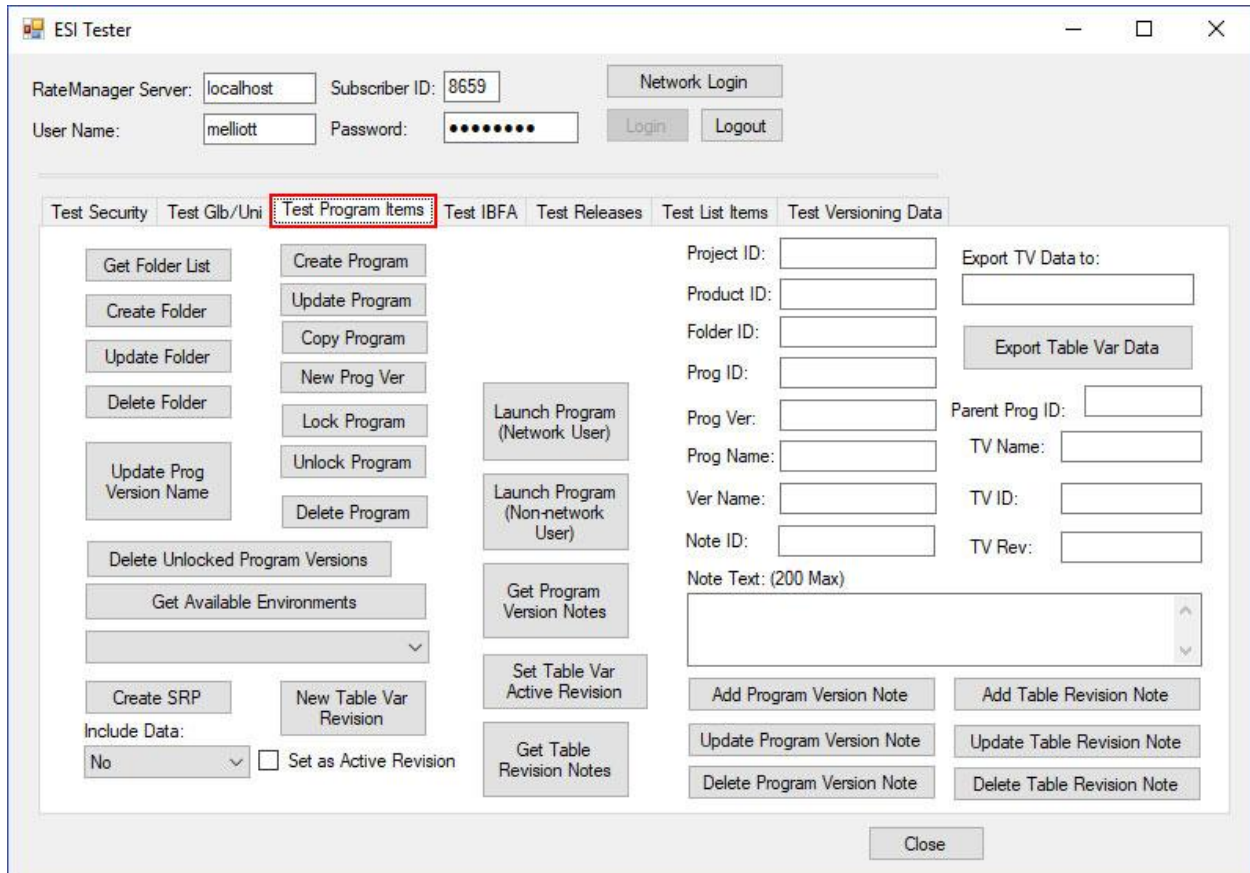 ESI Tester
RateManager Server: localhost Subscriber ID: 8659 Network Login
User Name: melliott Password: ●●●●●●●● Login Logout
Test Security Test Glb/Uni Test Program Items Test IBFA Test Releases Test List Items Test Versioning Data
Get Folder List
Create Folder
Update Folder
Delete Folder
Update Prog
Version Name
Create Program
Update Program
Copy Program
New Prog Ver
Lock Program
Unlock Program
Delete Program
Delete Unlocked Program Versions
Get Available Environments
Create SRP
Include Data:
No
New Table Var
Revision
Set as Active Revision
Launch Program
(Network User)
Launch Program
(Non-network
User)
Get Program
Version Notes
Set Table Var
Active Revision
Get Table
Revision Notes
Project ID:
Product ID:
Folder ID:
Prog ID:
Prog Ver:
Prog Name:
Ver Name:
Note ID:
Export TV Data to:
Export Table Var Data
Parent Prog ID:
TV Name:
TV ID:
TV Rev:
Note Text: (200 Max)
Add Program Version Note
Update Program Version Note
Delete Program Version Note
Add Table Revision Note
Update Table Revision Note
Delete Table Revision Note
Close